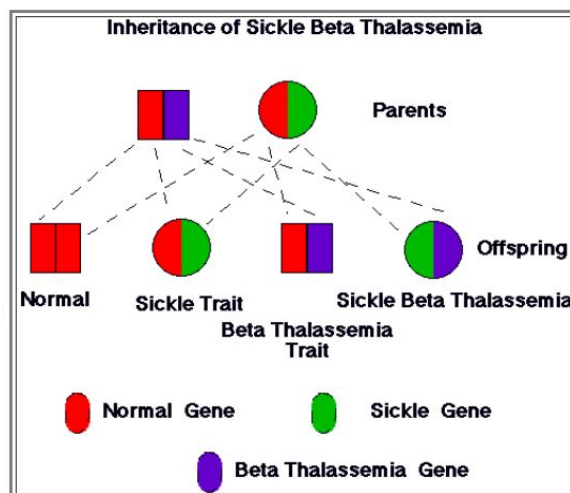 Inheritance of Sickle Beta Thalassemia
Parents
Offspring
Normal
Sickle Trait
Sickle Beta Thalassemia
Beta Thalassemia
Trait
Normal Gene
Sickle Gene
Beta Thalassemia Gene